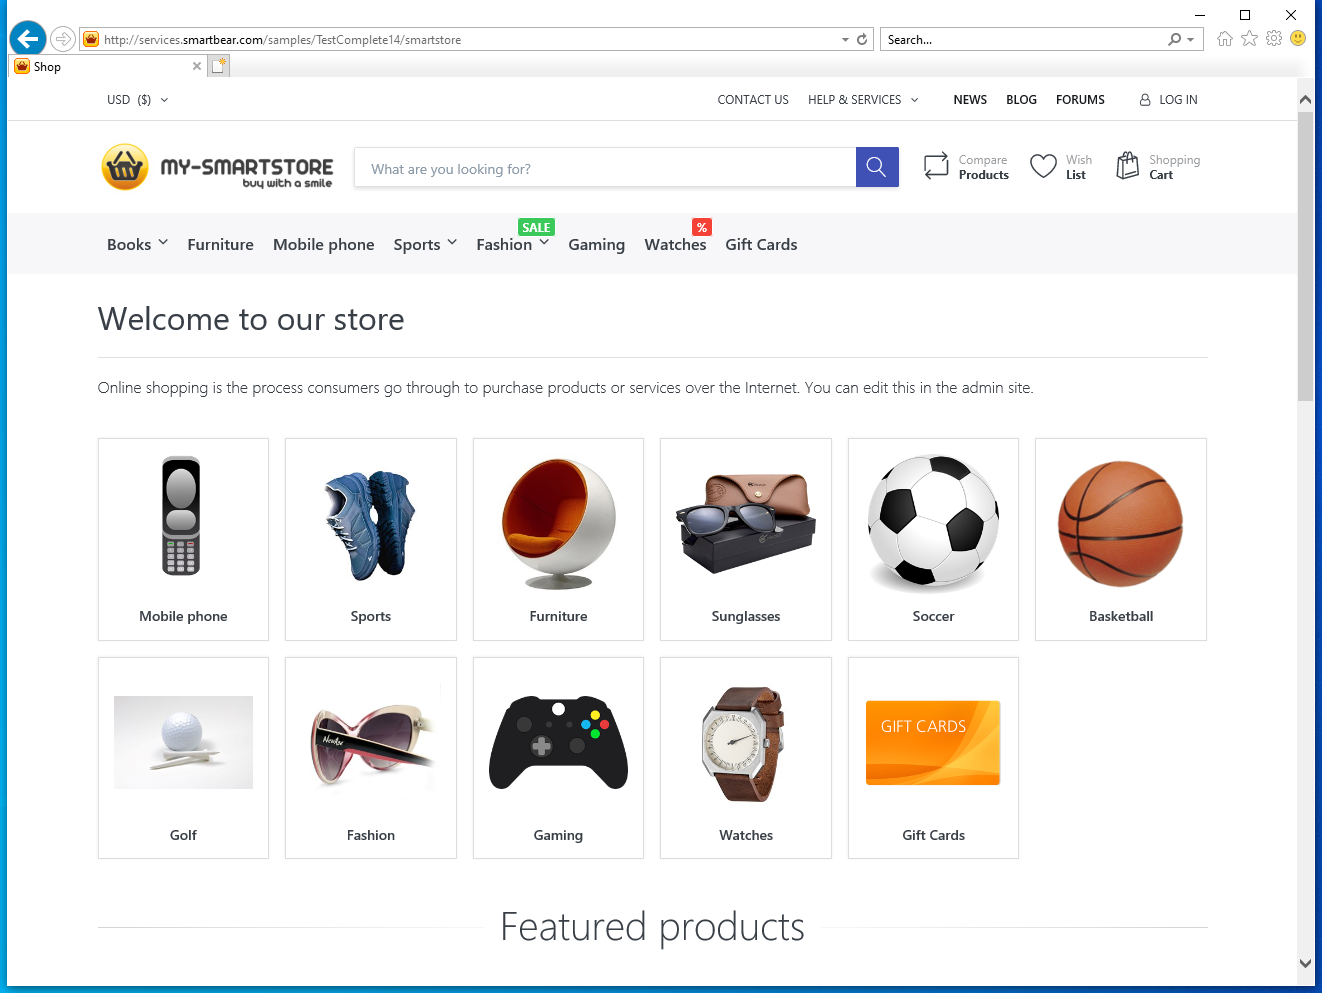 http://services.smartbear.com/samples/TestComplete14/smartstore
Search...
Shop
USD ($)
CONTACT US
HELP & SERVICES
NEWS
BLOG
FORUMS
LOG IN
MY-SMARTSTORE
buy with a smile
What are you looking for?
Compare
Products
Wish
List
Shopping
Cart
SALE
%
Books
Furniture
Mobile phone
Sports
Fashion
Gaming
Watches
Gift Cards
Welcome to our store
Online shopping is the process consumers go through to purchase products or services over the Internet. You can edit this in the admin site.
Mobile phone
Sports
Furniture
Sunglasses
Soccer
Basketball
GIFT CARDS
Golf
Fashion
Gaming
Watches
Gift Cards
Featured products